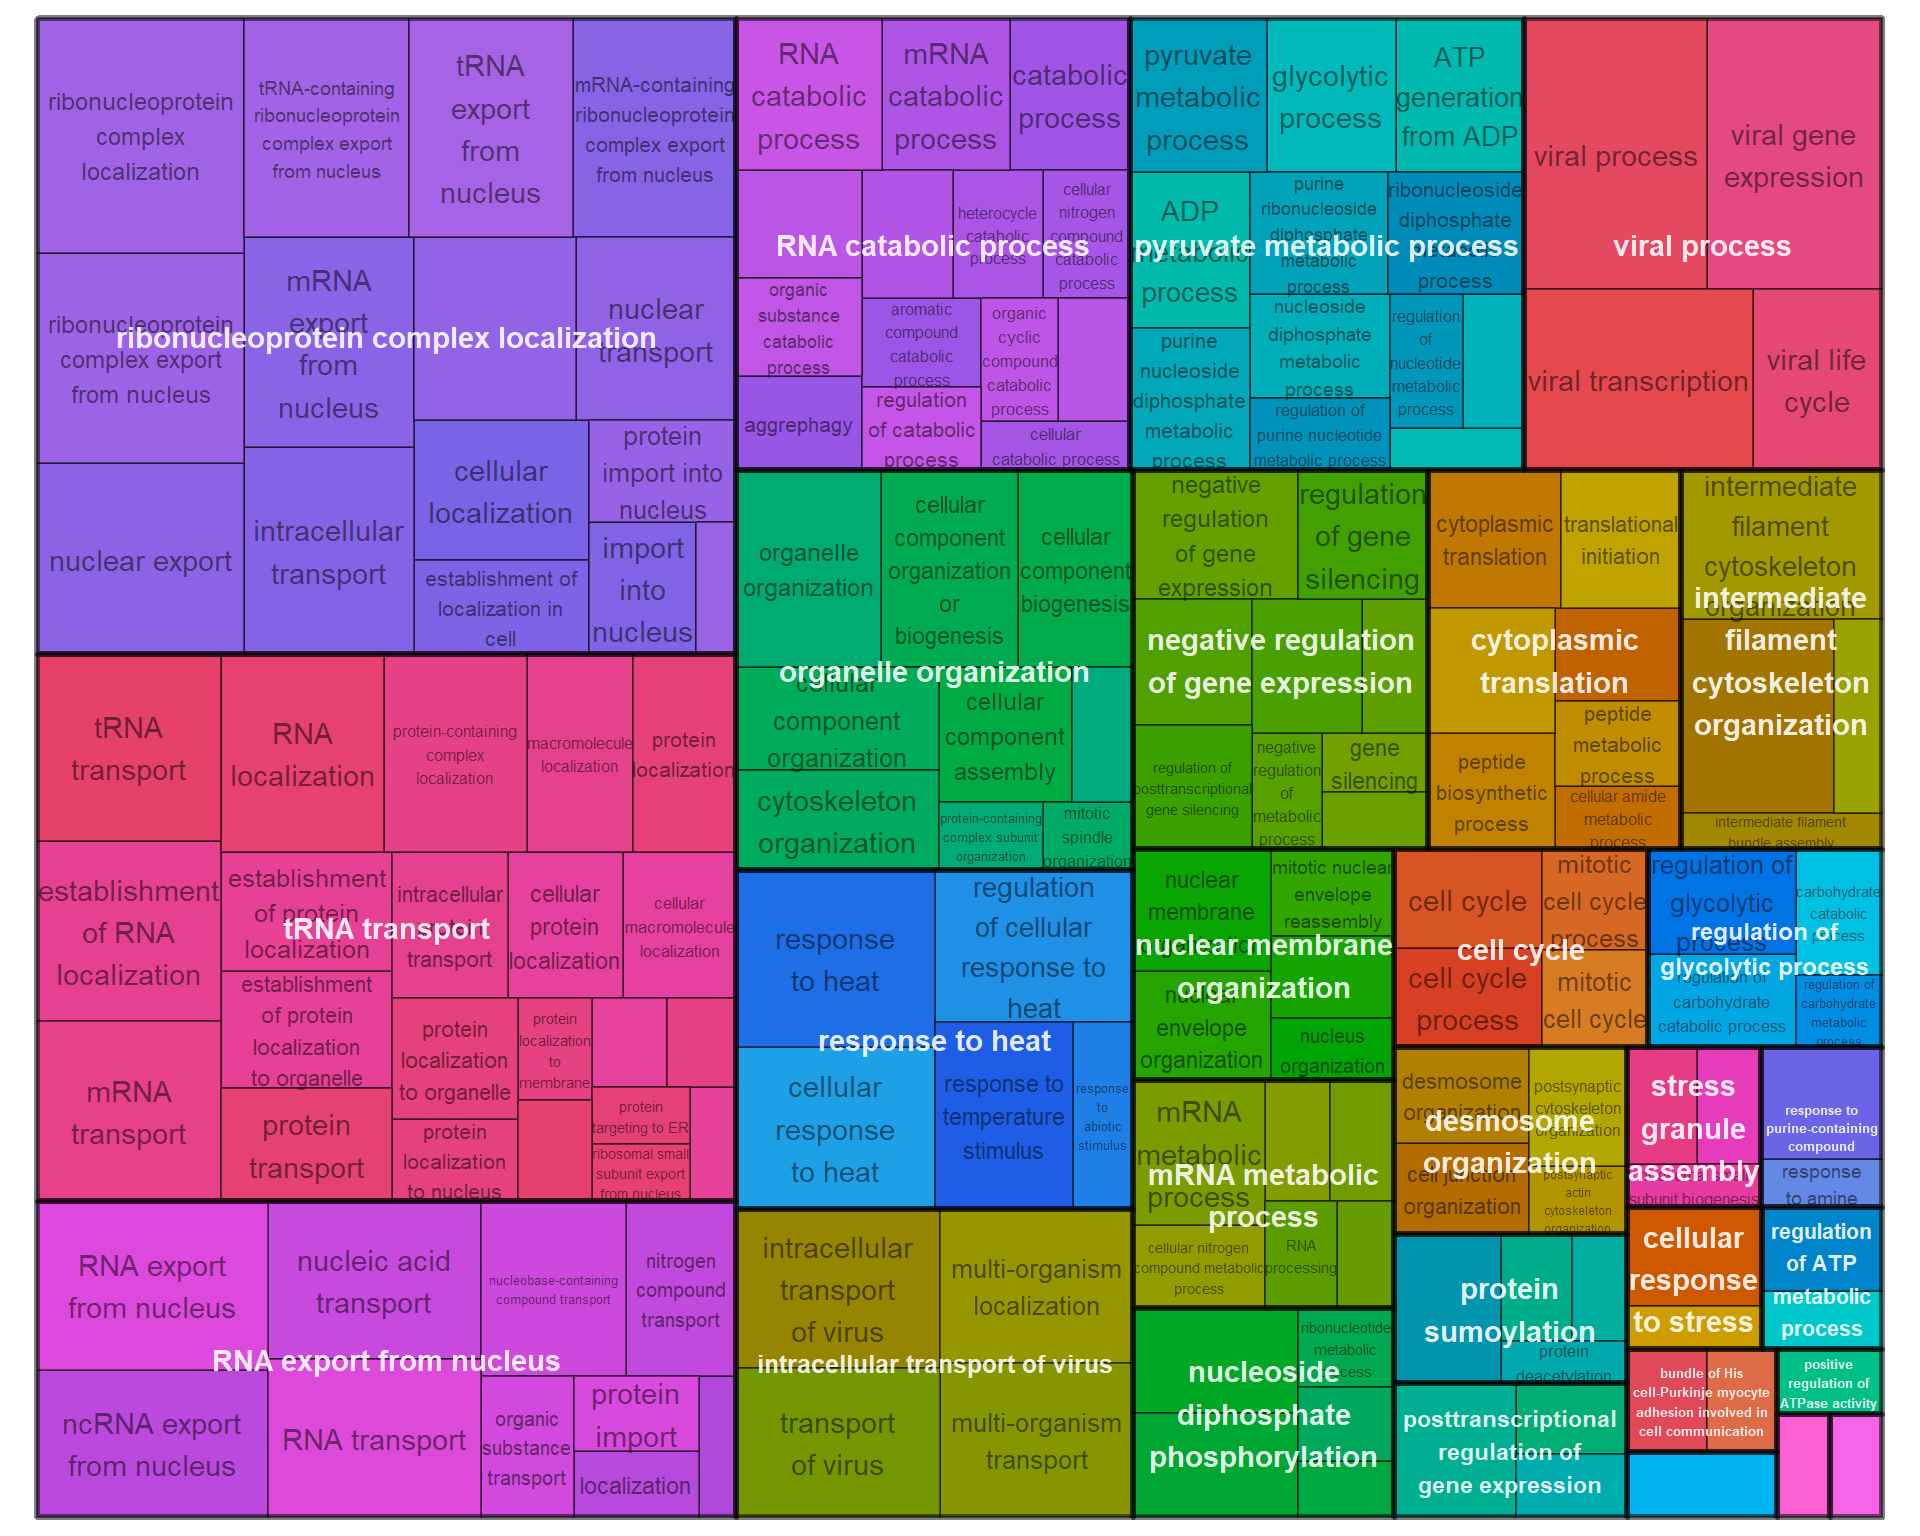 ribonucleoprotein
complex
localization
tRNA-containing
ribonucleoprotein
complex export
from nucleus
tRNA
export
from
nucleus
mRNA-containing
ribonucleoprotein
complex export
from nucleus
ribonucleoprotein
complex export
from nucleus
mRNA
export
from
nucleus
nuclear
transport
ribonucleoprotein complex localization
nuclear export
intracellular
transport
cellular
localization
establishment of
localization in
cell
protein
import into
nucleus
import
into
nucleus
RNA
catabolic
process
mRNA
catabolic
process
catabolic
process
heterocycle
catabolic
process
cellular
nitrogen
compound
catabolic
process
RNA catabolic process
organic
substance
catabolic
process
aromatic
compound
catabolic
process
organic
cyclic
compound
catabolic
process
aggrephagy
regulation
of catabolic
process
cellular
catabolic process
pyruvate
metabolic
process
glycolytic
process
ATP
generation
from ADP
ADP
metabolic
process
purine
ribonucleoside
diphosphate
metabolic
process
ribonucleoside
diphosphate
metabolic
process
pyruvate metabolic process
purine
nucleoside
diphosphate
metabolic
process
nucleoside
diphosphate
metabolic
process
regulation
of
nucleotide
metabolic
process
regulation of
purine nucleotide
metabolic process
viral process
viral gene
expression
viral process
viral transcription
viral life
cycle
tRNA
transport
RNA
localization
protein-containing
complex
localization
macromolecule
localization
protein
localization
establishment
of RNA
localization
establishment
of protein
localization
intracellular
protein
transport
cellular
protein
localization
cellular
macromolecule
localization
tRNA transport
mRNA
transport
establishment
of protein
localization
to organelle
protein
transport
protein
localization
to organelle
protein
localization
to nucleus
protein
localization
to
membrane
protein
targeting to ER
ribosomal small
subunit export
from nucleus
RNA export
from nucleus
nucleic acid
transport
nucleobase-containing
compound transport
nitrogen
compound
transport
RNA export from nucleus
ncRNA export
from nucleus
RNA transport
organic
substance
transport
protein
import
localization
organelle
organization
cellular
component
organization
or
biogenesis
cellular
component
biogenesis
organelle organization
cellular
component
organization
cellular
component
assembly
cytoskeleton
organization
protein-containing
complex subunit
organization
mitotic
spindle
organization
response
to heat
regulation
of cellular
response to
heat
response to heat
cellular
response
to heat
response to
temperature
stimulus
response
to
abiotic
stimulus
intracellular
transport
of virus
multi-organism
localization
intracellular transport of virus
transport
of virus
multi-organism
transport
negative
regulation
of gene
expression
regulation
of gene
silencing
negative regulation
of gene expression
regulation of
posttranscriptional
gene silencing
negative
regulation
of
metabolic
process
gene
silencing
cytoplasmic
translation
translational
initiation
cytoplasmic
translation
peptide
biosynthetic
process
peptide
metabolic
process
cellular amide
metabolic
process
intermediate
filament
cytoskeleton
organization
intermediate
filament
cytoskeleton
organization
intermediate filament
bundle assembly
nuclear
membrane
organization
mitotic nuclear
envelope
reassembly
nuclear membrane
organization
nuclear
envelope
organization
nucleus
organization
cell cycle
mitotic
cell cycle
process
cell cycle
cell cycle
process
mitotic
cell cycle
regulation of
glycolytic
process
carbohydrate
catabolic
process
regulation of
glycolytic process
regulation of
carbohydrate
catabolic process
regulation of
carbohydrate
metabolic
process
mRNA
metabolic
process
mRNA metabolic
process
cellular nitrogen
compound metabolic
process
RNA
processing
desmosome
organization
postsynaptic
cytoskeleton
organization
desmosome
organization
cell junction
organization
postsynaptic
actin
cytoskeleton
organization
stress
granule
assembly
subunit biogenesis
response to
purine-containing
compound
response
to amine
cellular
response
to stress
regulation
of ATP
metabolic
process
nucleoside
diphosphate
phosphorylation
ribonucleotide
metabolic
process
protein
sumoylation
protein
deacetylation
posttranscriptional
regulation of
gene expression
bundle of His
cell-Purkinje myocyte
adhesion involved in
cell communication
positive
regulation of
ATPase activity